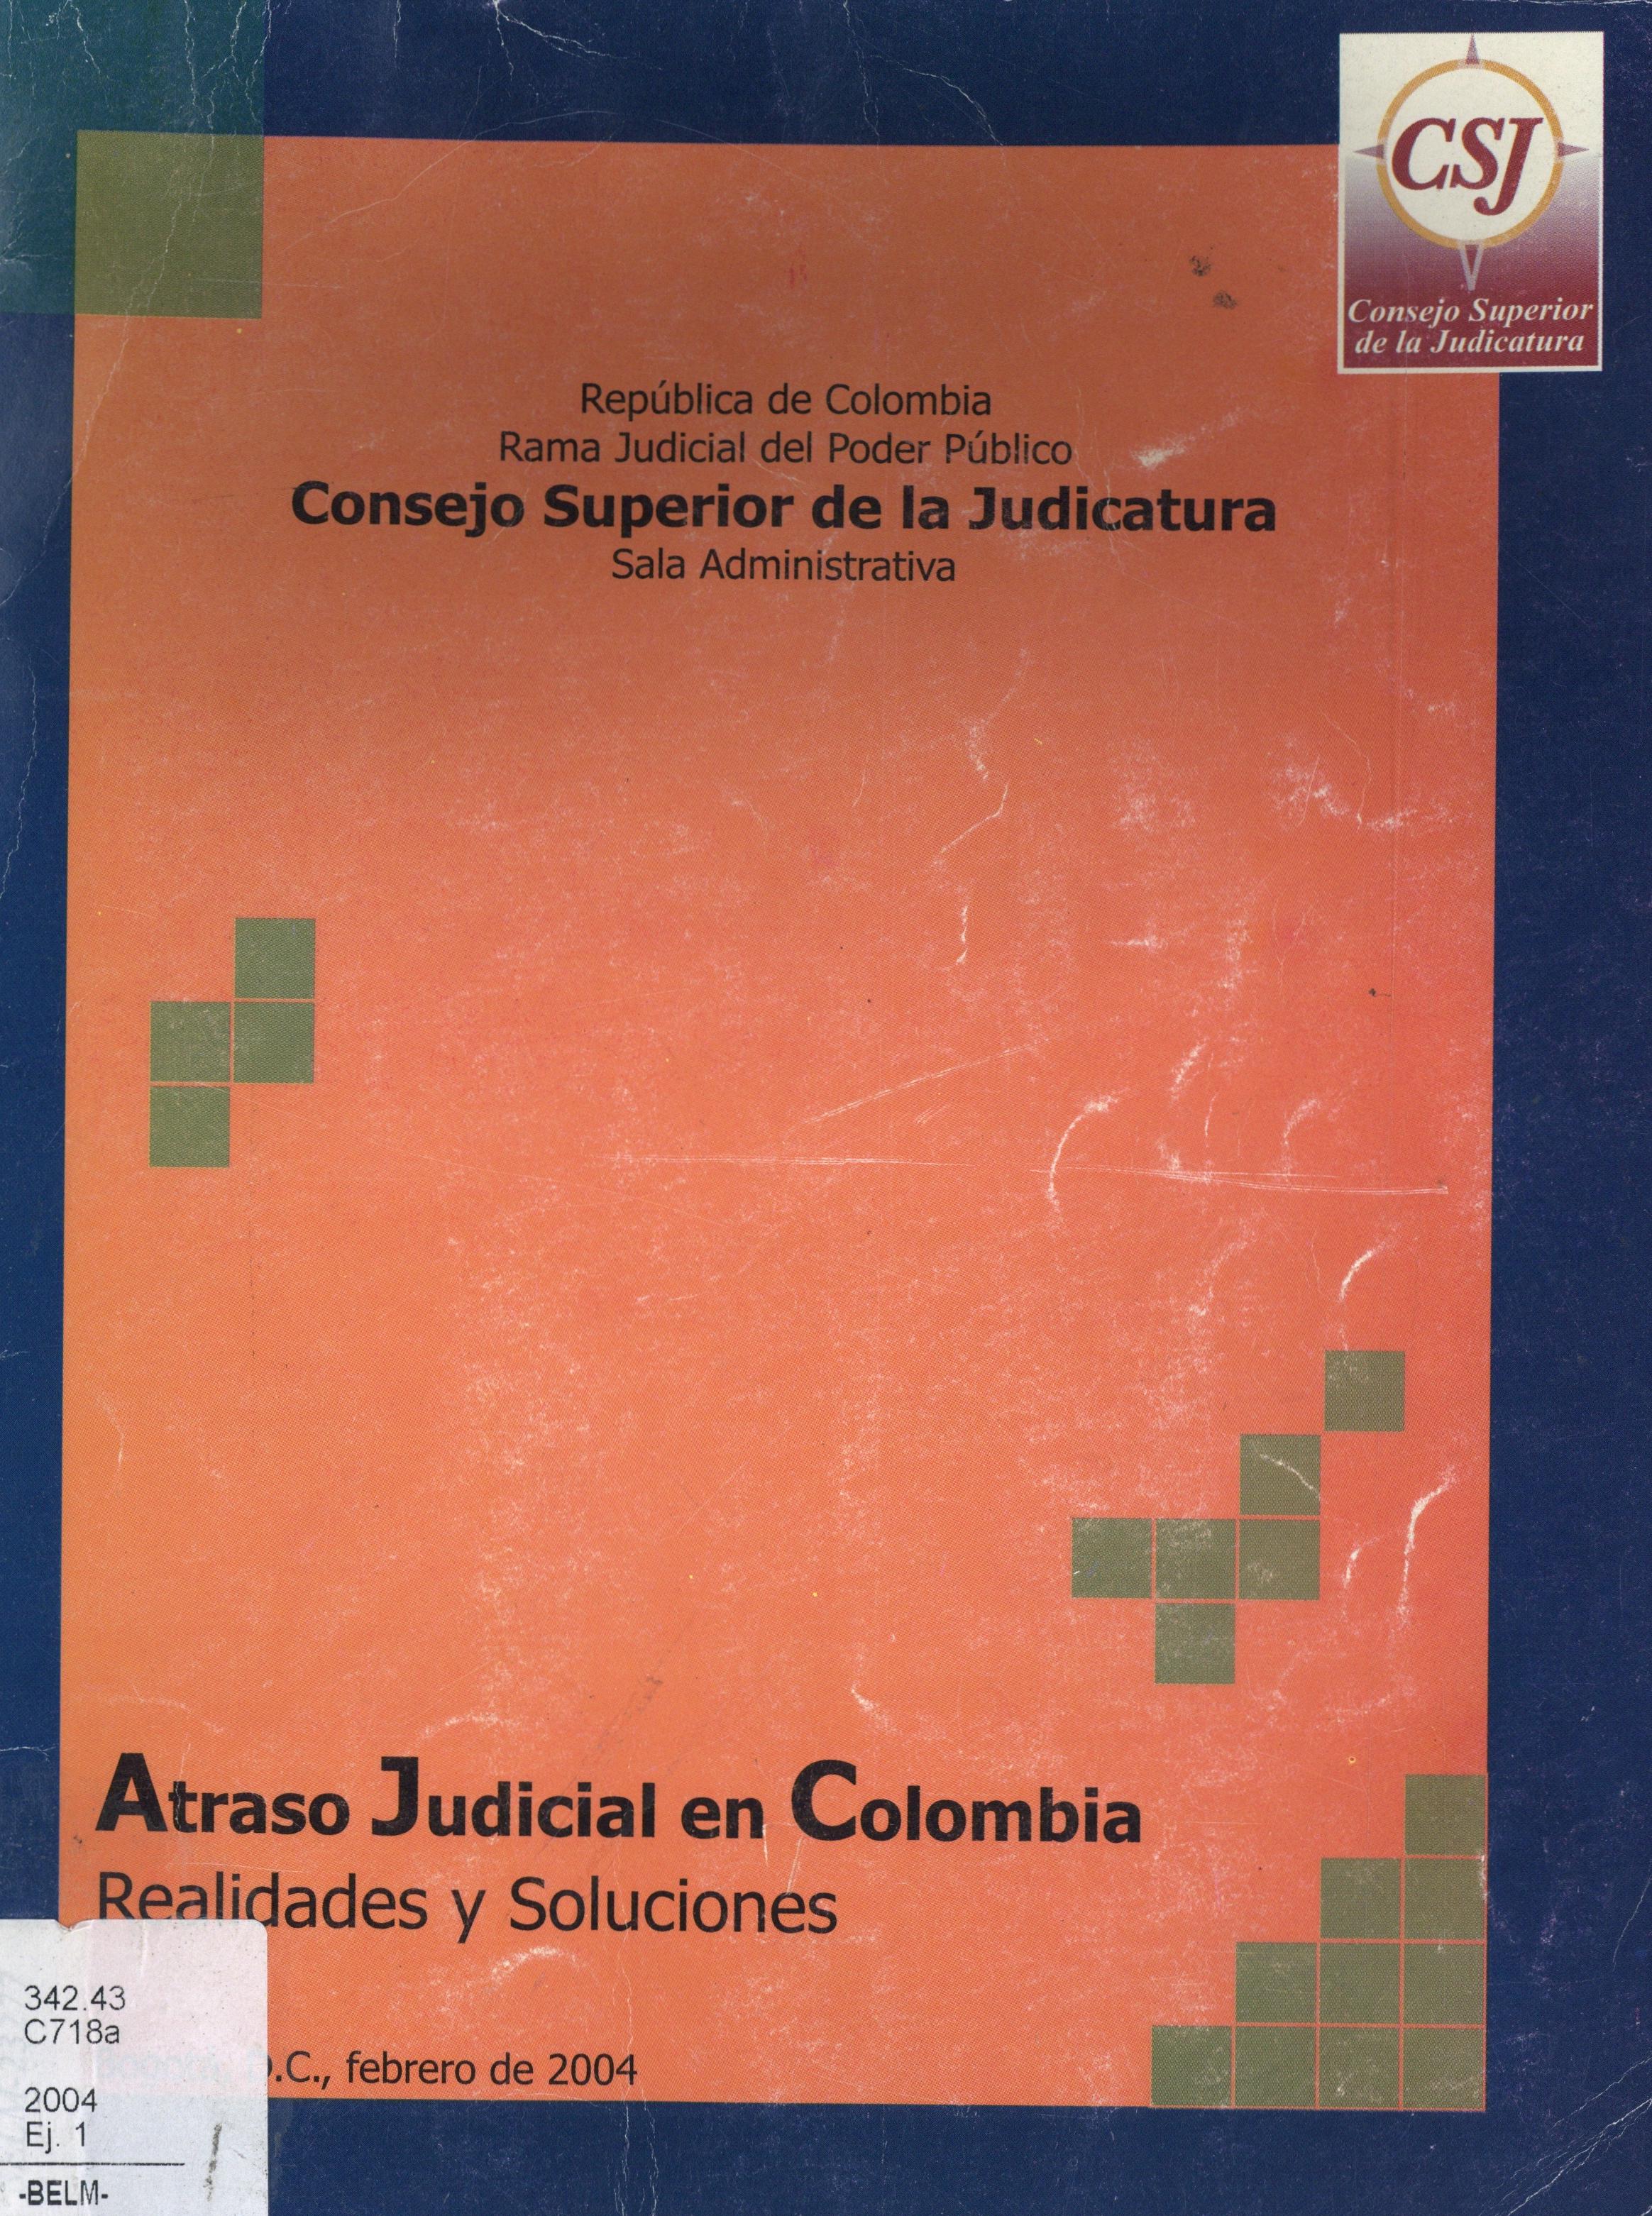 CSJ
Consejo Superior
de la Judicatura
República de Colombia
Rama Judicial del Poder Público
Consejo Superior de la Judicatura
Sala Administrativa
Atraso Judicial en Colombia
Realidades y Soluciones
D.C., febrero de 2004
342.43
C718a
2004
Ej. 1
-BELM-